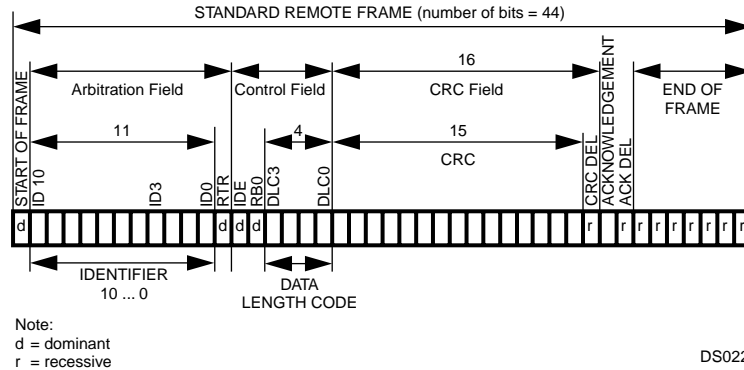 STANDARD REMOTE FRAME (number of bits = 44)
16
Arbitration Field
Control Field
CRC Field
END OF
FRAME
START OF FRAME
ACKNOWLEDGEMENT
11
4
15
CRC
ID 10
ID3
ID0
RTR
IDE
RB0
DLC3
DLC0
CRC DEL
ACK DEL
d d d d r r r r r r r r r
IDENTIFIER
10 ... 0
DATA
LENGTH CODE
Note:
d = dominant
r = recessive
DS022